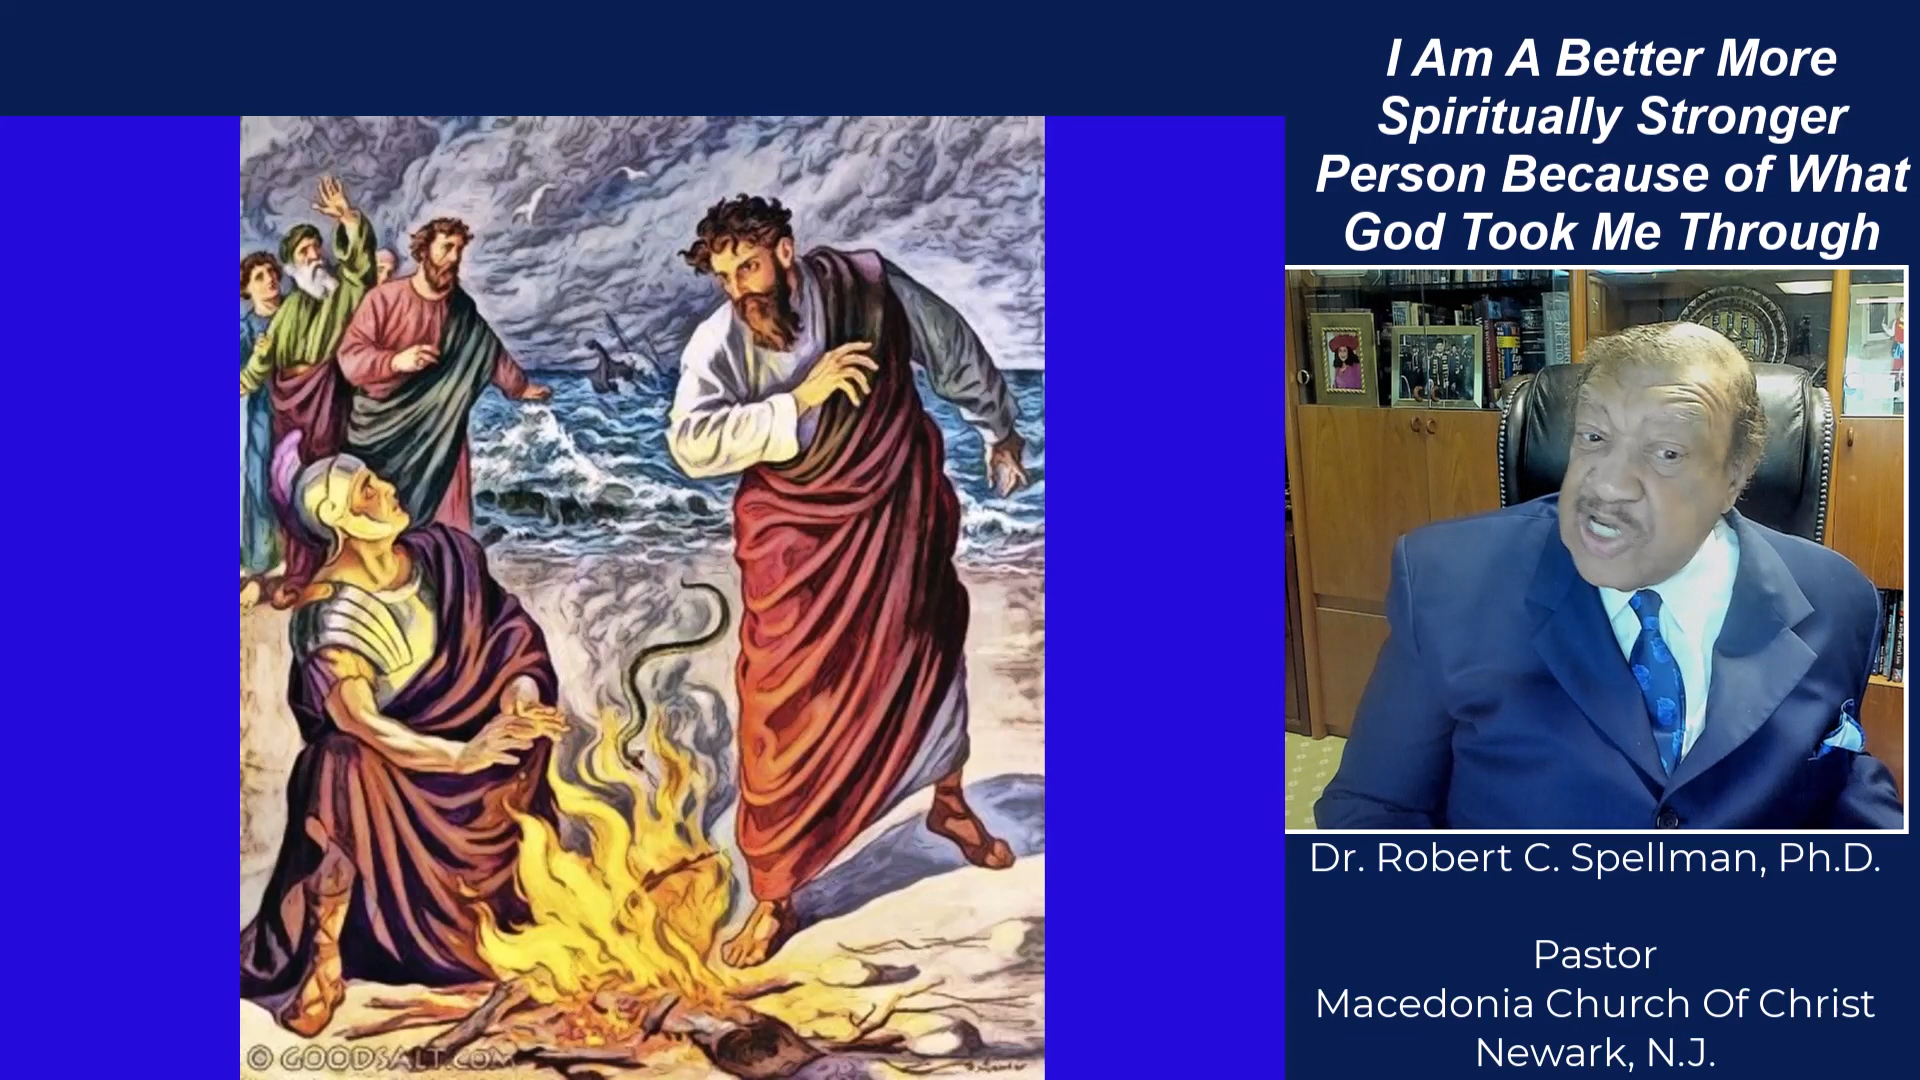 I Am A Better More
Spiritually Stronger
Person Because of What
God Took Me Through
Dr. Robert C. Spellman, Ph.D.
Pastor
Macedonia Church Of Christ
Newark, N.J.
© GOODSALT.COM